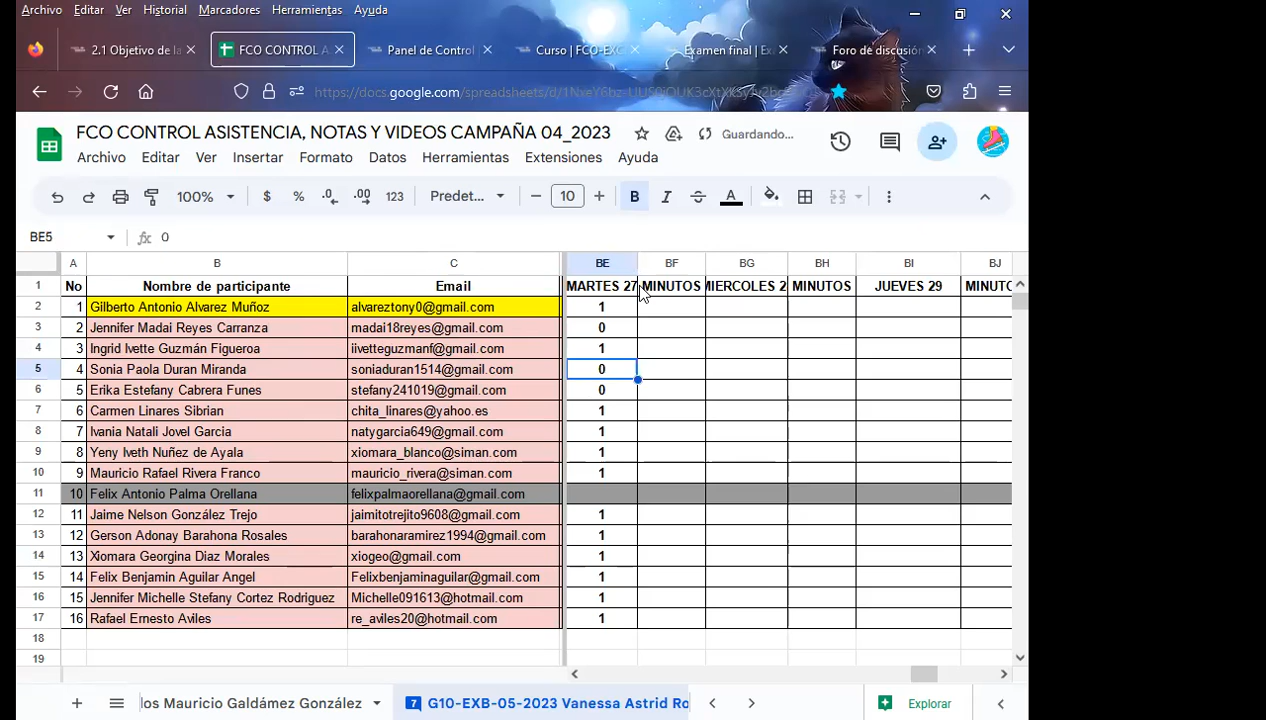 Archivo Editar Ver Historial Marcadores Herramientas Ayuda
2.1 Objetivo de la FCO CONTROL A Panel de Control Curso | FCO-EXC Examen final | Exa Foro de discusión
docs.google.com/spreadsheets/d/
FCO CONTROL ASISTENCIA, NOTAS Y VIDEOS CAMPAÑA 04_2023 Guardando...
Archivo Editar Ver Insertar Formato Datos Herramientas Extensiones Ayuda
100% $ % .0 .00 123 Predet... − 10 + B I S A
BE5 fx 0
A B C BE BF BG BH BI BJ
1 No Nombre de participante Email MARTES 27 MINUTOS MIERCOLES 2 MINUTOS JUEVES 29 MINUTO
2 1 Gilberto Antonio Alvarez Muñoz alvareztony0@gmail.com 1
3 2 Jennifer Madai Reyes Carranza madai18reyes@gmail.com 0
4 3 Ingrid Ivette Guzmán Figueroa iivetteguzmanf@gmail.com 1
5 4 Sonia Paola Duran Miranda soniaduran1514@gmail.com 0
6 5 Erika Estefany Cabrera Funes stefany241019@gmail.com 0
7 6 Carmen Linares Sibrian chita_linares@yahoo.es 1
8 7 Ivania Natali Jovel Garcia natygarcia649@gmail.com 1
9 8 Yeny Iveth Nuñez de Ayala xiomara_blanco@siman.com 1
10 9 Mauricio Rafael Rivera Franco mauricio_rivera@siman.com 1
11 10 Felix Antonio Palma Orellana felixpalmaorellana@gmail.com
12 11 Jaime Nelson González Trejo jaimitotrejito9608@gmail.com 1
13 12 Gerson Adonay Barahona Rosales barahonaramirez1994@gmail.com 1
14 13 Xiomara Georgina Diaz Morales xiogeo@gmail.com 1
15 14 Felix Benjamin Aguilar Angel Felixbenjaminaguilar@gmail.com 1
16 15 Jennifer Michelle Stefany Cortez Rodriguez Michelle091613@hotmail.com 1
17 16 Rafael Ernesto Aviles re_aviles20@hotmail.com 1
18
19
los Mauricio Galdámez González 7 G10-EXB-05-2023 Vanessa Astrid Ro Explorar